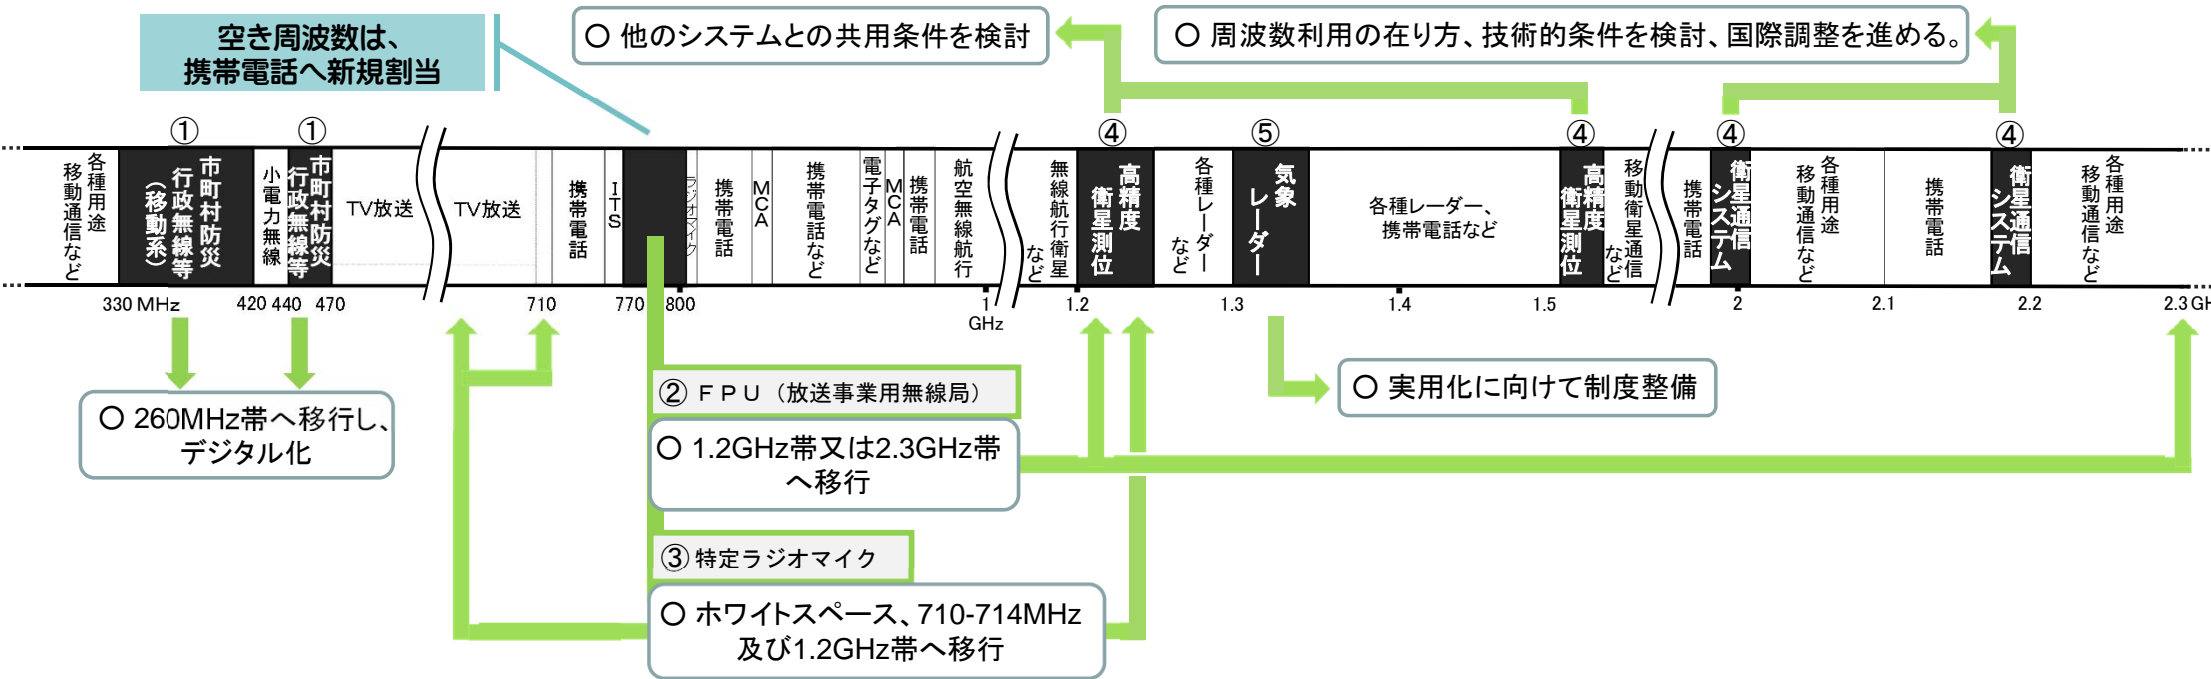 空き周波数は、
携帯電話へ新規割当
○ 他のシステムとの共用条件を検討
○ 周波数利用の在り方、技術的条件を検討、国際調整を進める。
①
①
④
⑤
④
④
④
各種用途
移動通信など
市町村防災
行政無線等
（移動系）
小電力無線
市町村防災
行政無線等
TV放送
TV放送
携帯電話
ITS
ラジオマイク
携帯電話
MCA
携帯電話など
電子タグなど
MCA
携帯電話
航空無線航行
無線航行衛星
など
高精度
衛星測位
各種レーダー
など
気象
レーダー
各種レーダー、
携帯電話など
高精度
衛星測位
移動衛星通信
など
携帯電話
衛星通信
システム
各種用途
移動通信など
携帯電話
衛星通信
システム
各種用途
移動通信など
330 MHz
420
440
470
710
770
800
1
GHz
1.2
1.3
1.4
1.5
2
2.1
2.2
2.3 GH
○ 260MHz帯へ移行し、
デジタル化
② FPU（放送事業用無線局）
○ 1.2GHz帯又は2.3GHz帯
へ移行
③ 特定ラジオマイク
○ ホワイトスペース、710-714MHz
及び1.2GHz帯へ移行
○ 実用化に向けて制度整備